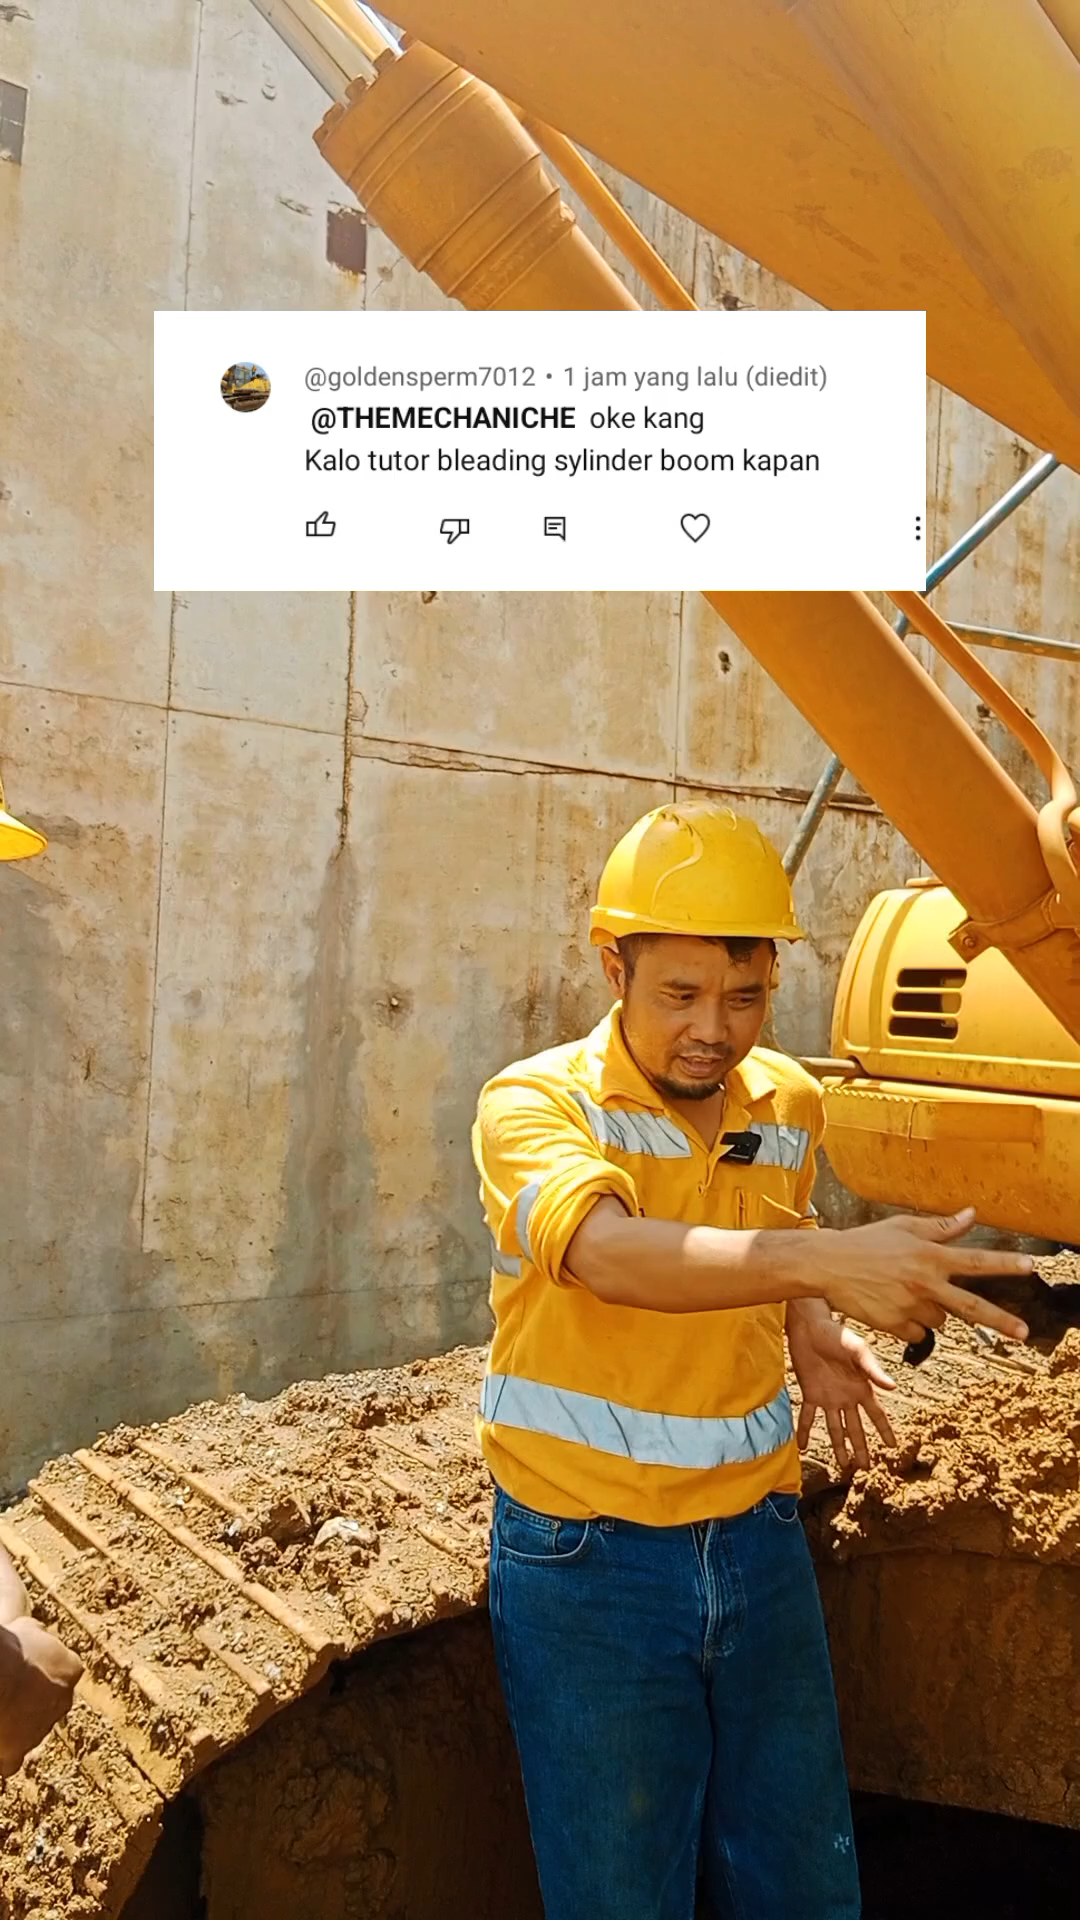 @goldensperm7012 • 1 jam yang lalu (diedit)
@THEMECHANICHE oke kang
Kalo tutor bleading sylinder boom kapan